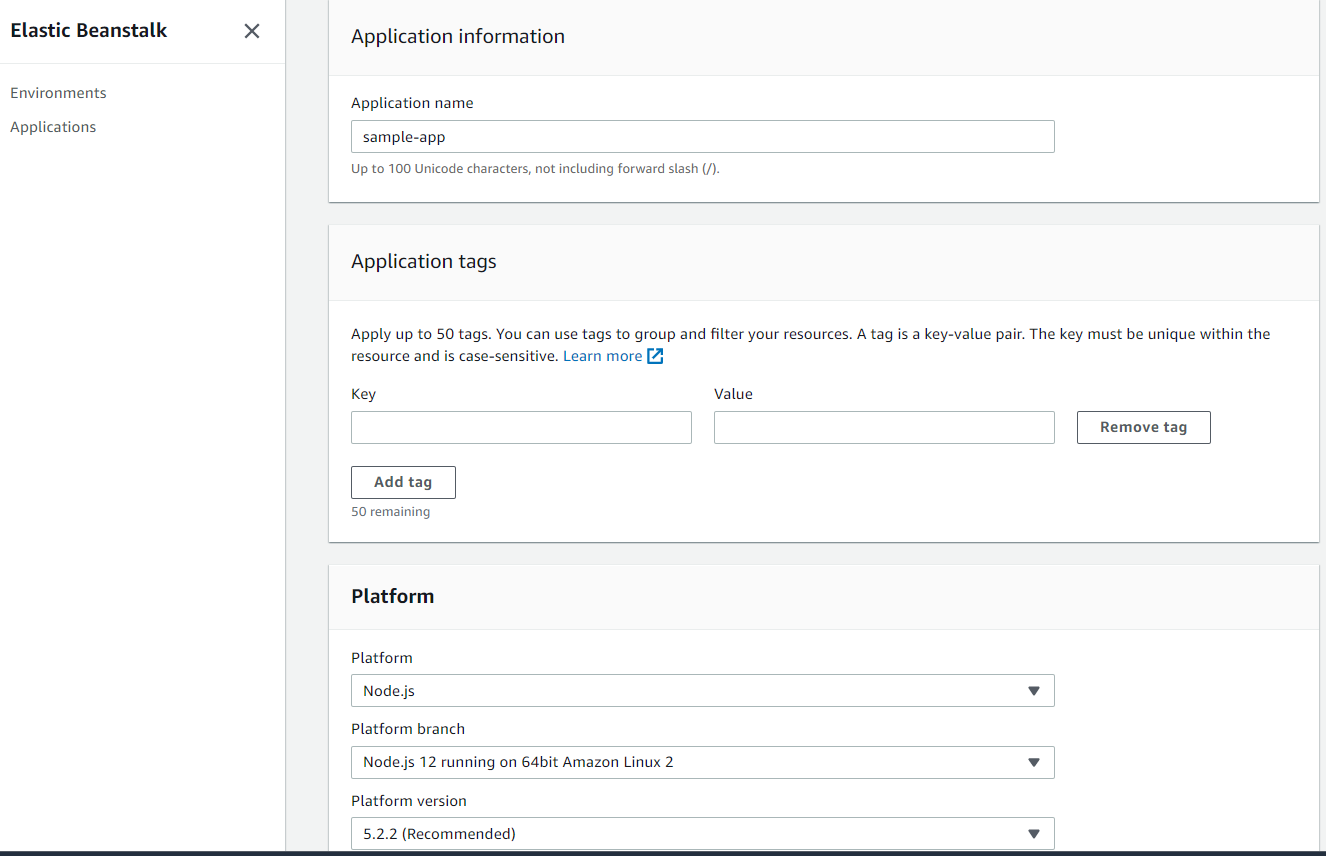 Elastic Beanstalk
Environments
Applications
Application information
Application name
sample-app
Up to 100 Unicode characters, not including forward slash (/).
Application tags
Apply up to 50 tags. You can use tags to group and filter your resources. A tag is a key-value pair. The key must be unique within the
resource and is case-sensitive. Learn more
Key Value
Remove tag
Add tag
50 remaining
Platform
Platform
Node.js
Platform branch
Node.js 12 running on 64bit Amazon Linux 2
Platform version
5.2.2 (Recommended)